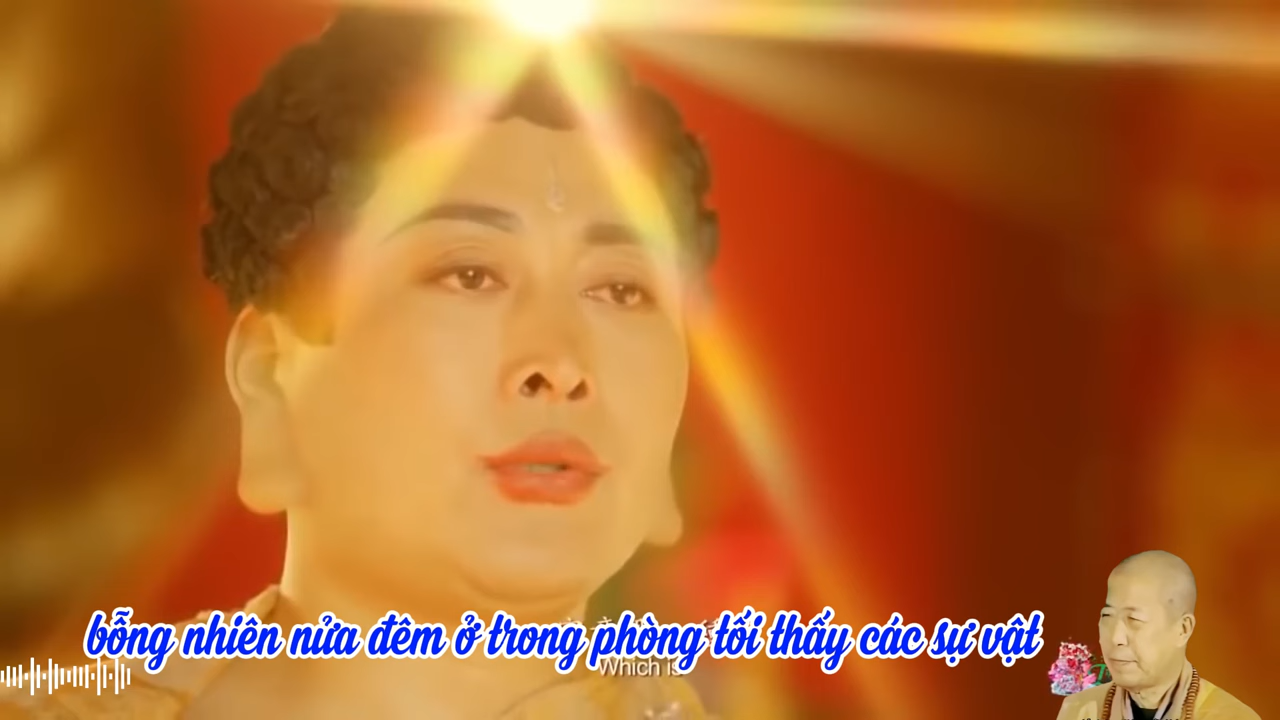 bỗng nhiên nửa đêm ở trong phòng tối thấy các sự vật
Which is